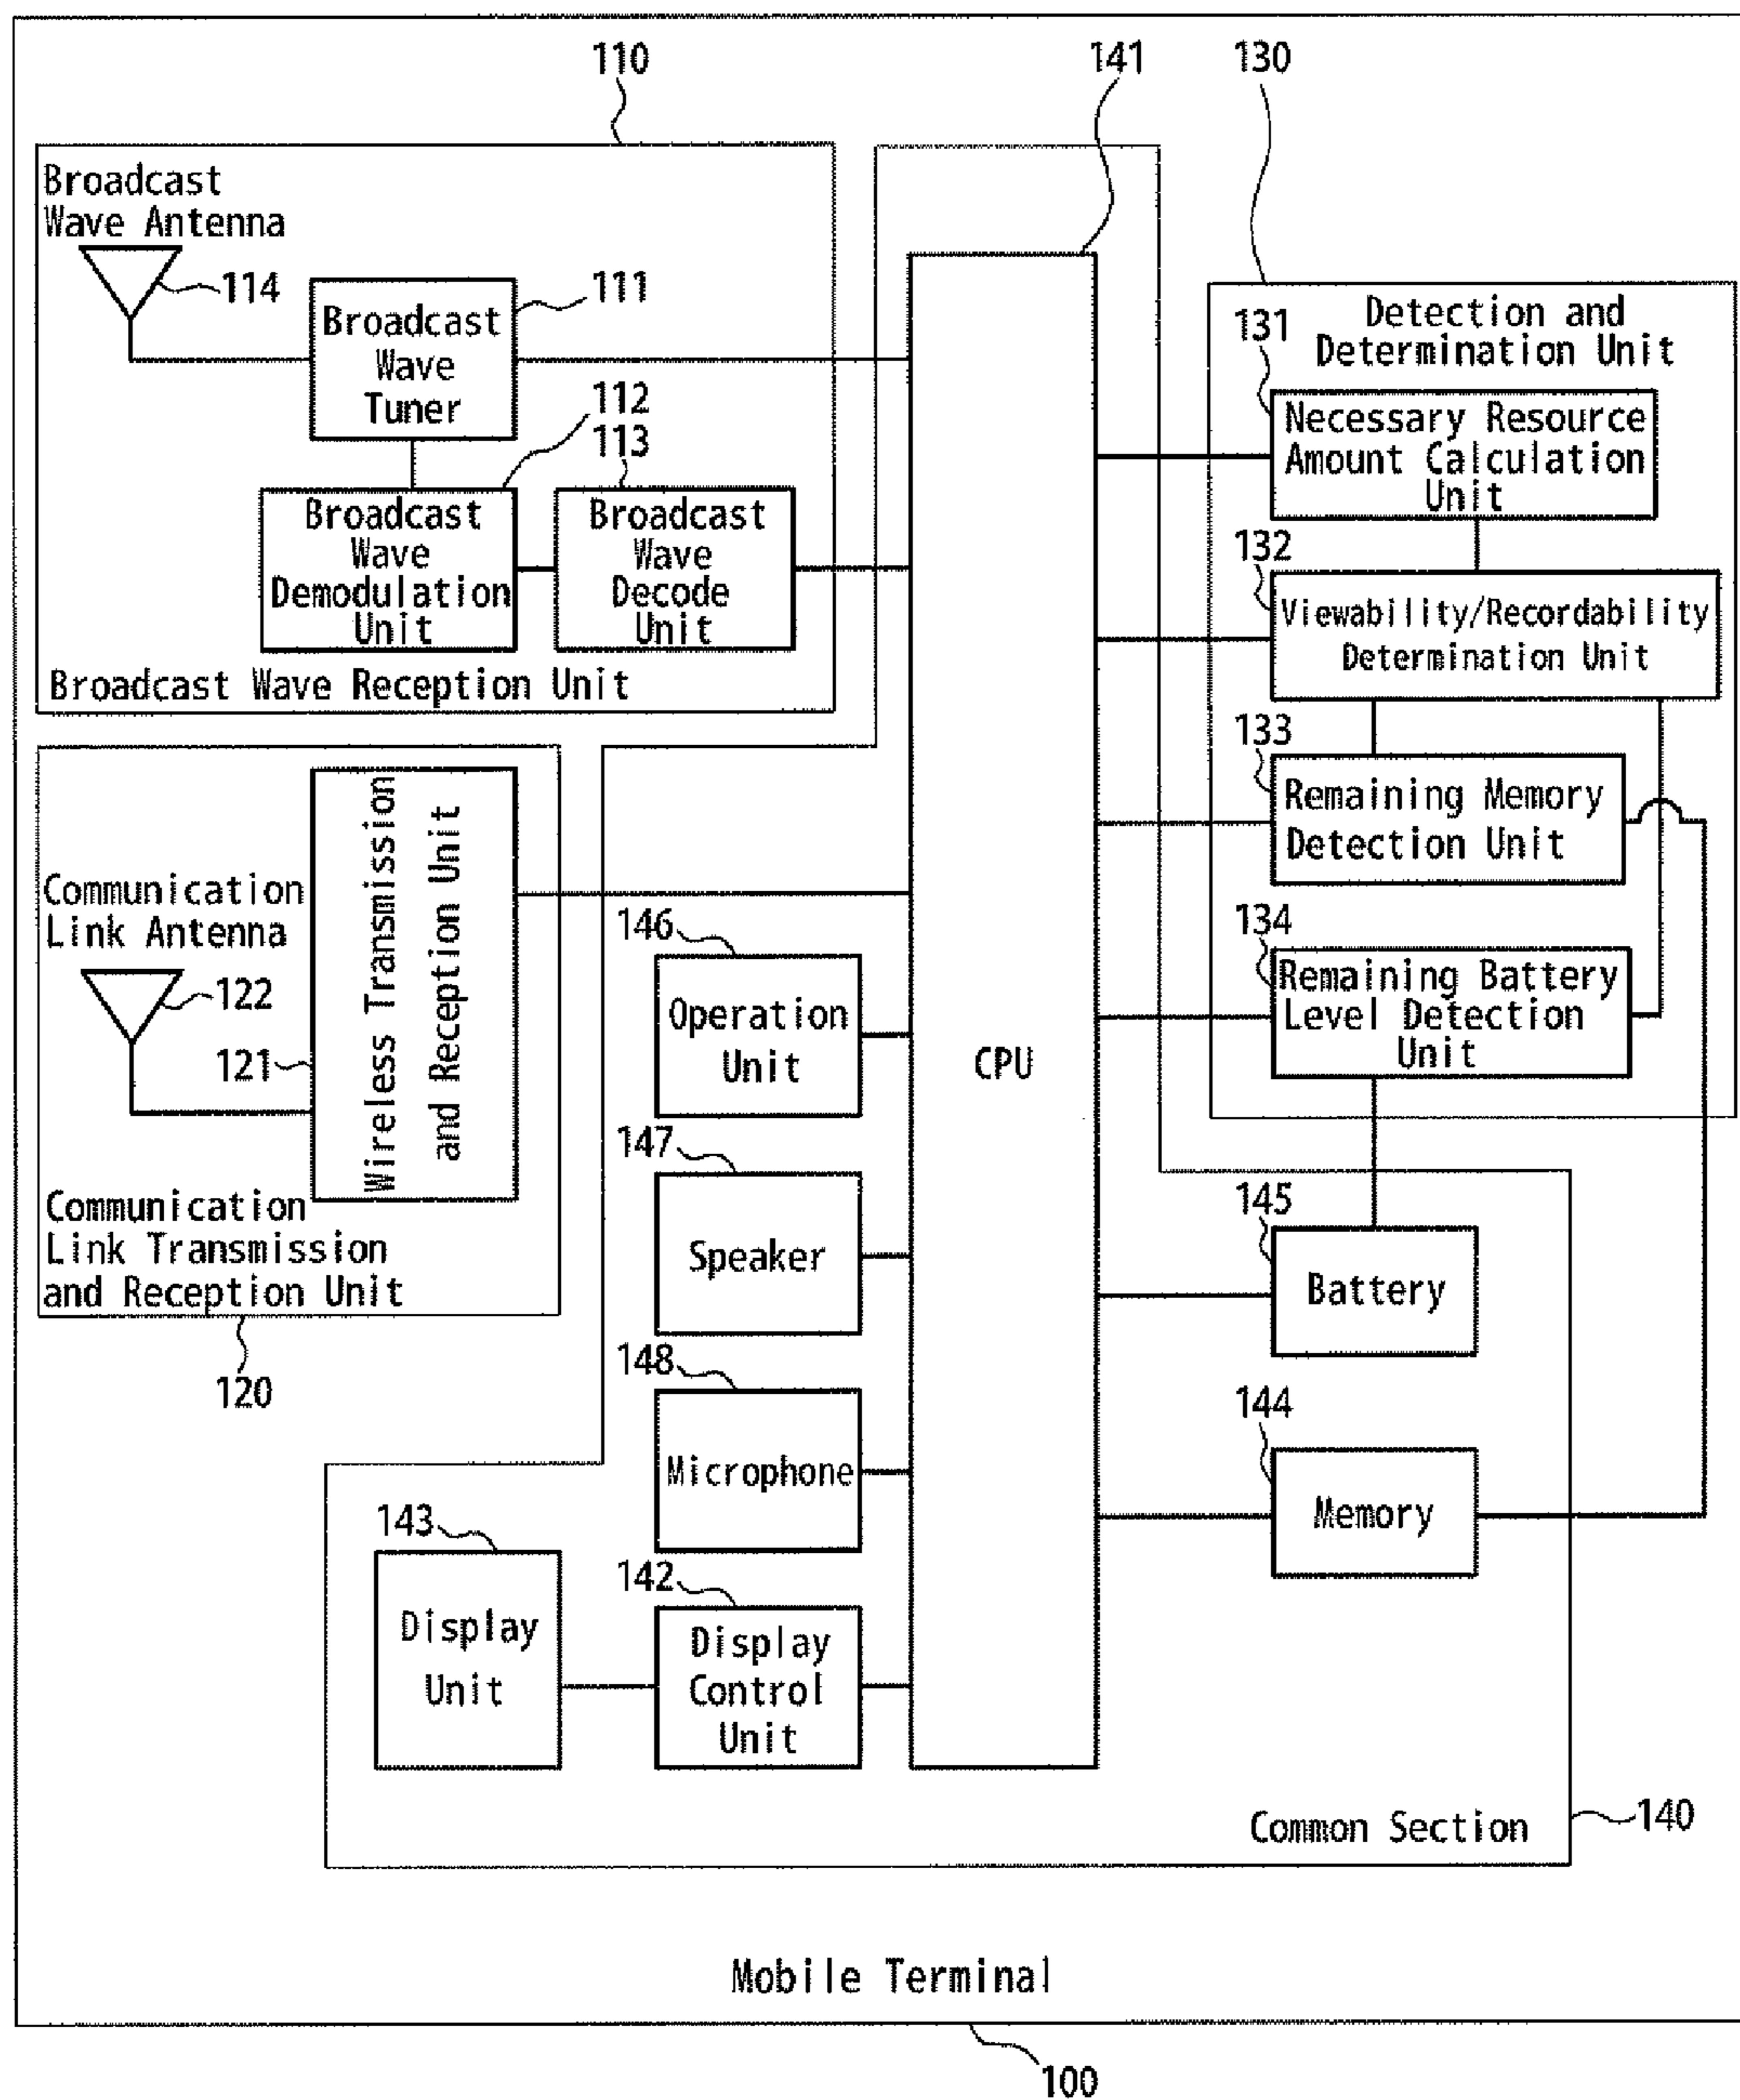 110
141
130
Broadcast
Wave Antenna
114
111
Broadcast
Wave
Tuner
112
113
Broadcast
Wave
Demodulation
Unit
Broadcast
Wave
Decode
Unit
Broadcast Wave Reception Unit
Detection and
Determination Unit
131
Necessary Resource
Amount Calculation
Unit
132
Viewability/Recordability
Determination Unit
133
Remaining Memory
Detection Unit
134
Remaining Battery
Level Detection
Unit
Communication
Link Antenna
122
121
Wireless Transmission
and Reception Unit
Communication
Link Transmission
and Reception Unit
120
146
Operation
Unit
CPU
147
Speaker
145
Battery
148
Microphone
144
Memory
143
Display
Unit
142
Display
Control
Unit
Common Section
140
Mobile Terminal
100